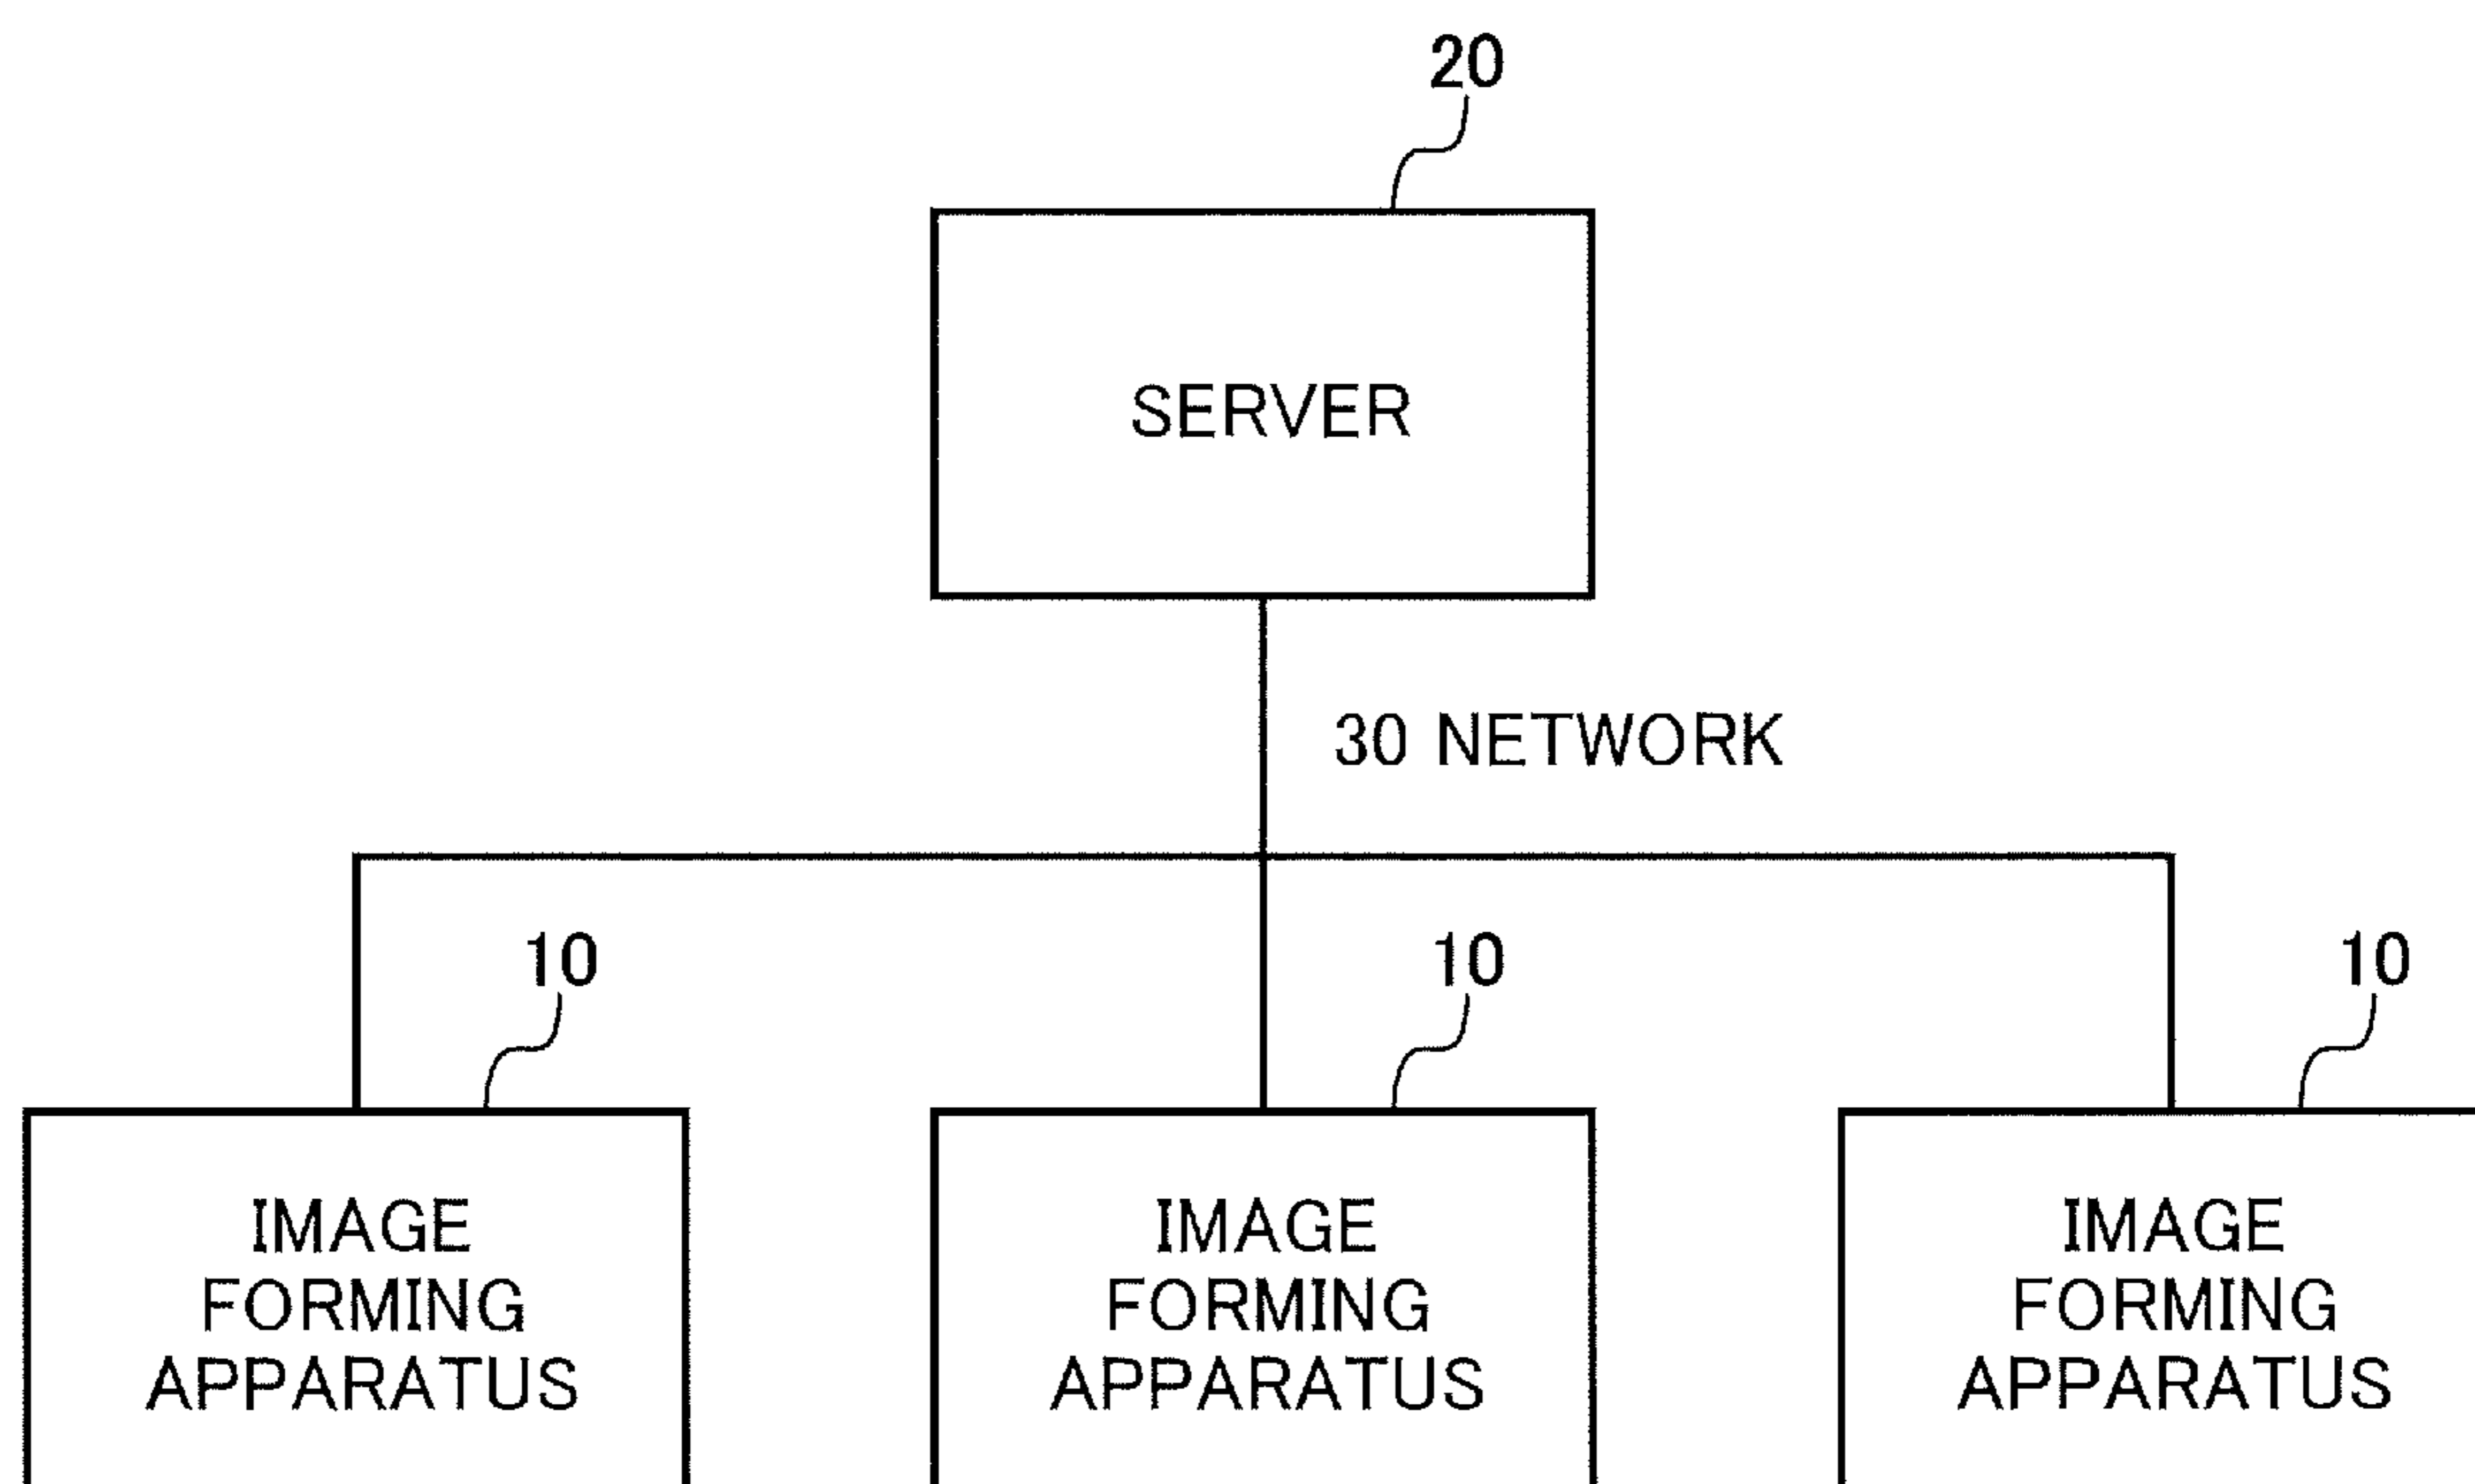 20
SERVER
30 NETWORK
10
10
10
IMAGE
FORMING
APPARATUS
IMAGE
FORMING
APPARATUS
IMAGE
FORMING
APPARATUS